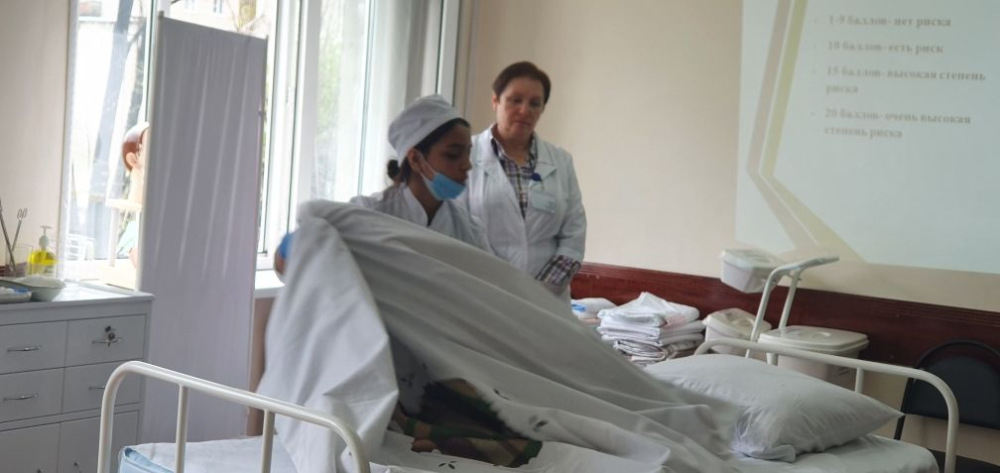 1-9 баллов- нет риска
10 баллов- есть риск
15 баллов- высокая степень
риска
20 баллов- очень высокая
степень риска